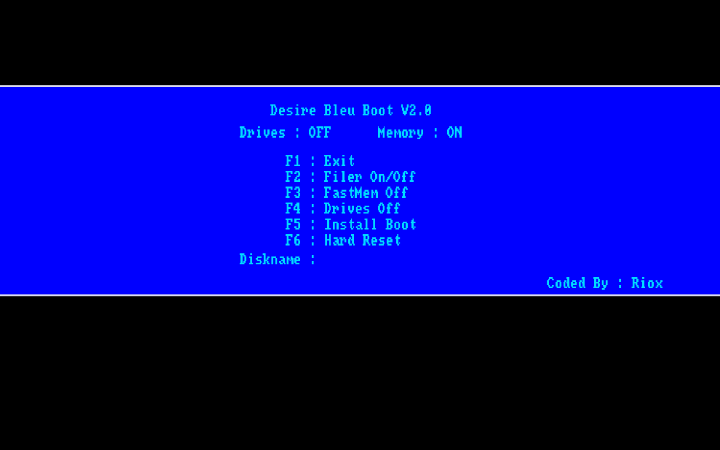 Desire Bleu Boot V2.0
Drives : OFF Memory : ON
F1 : Exit
F2 : Filer On/Off
F3 : FastMem Off
F4 : Drives Off
F5 : Install Boot
F6 : Hard Reset
Diskname :
Coded By : Riox